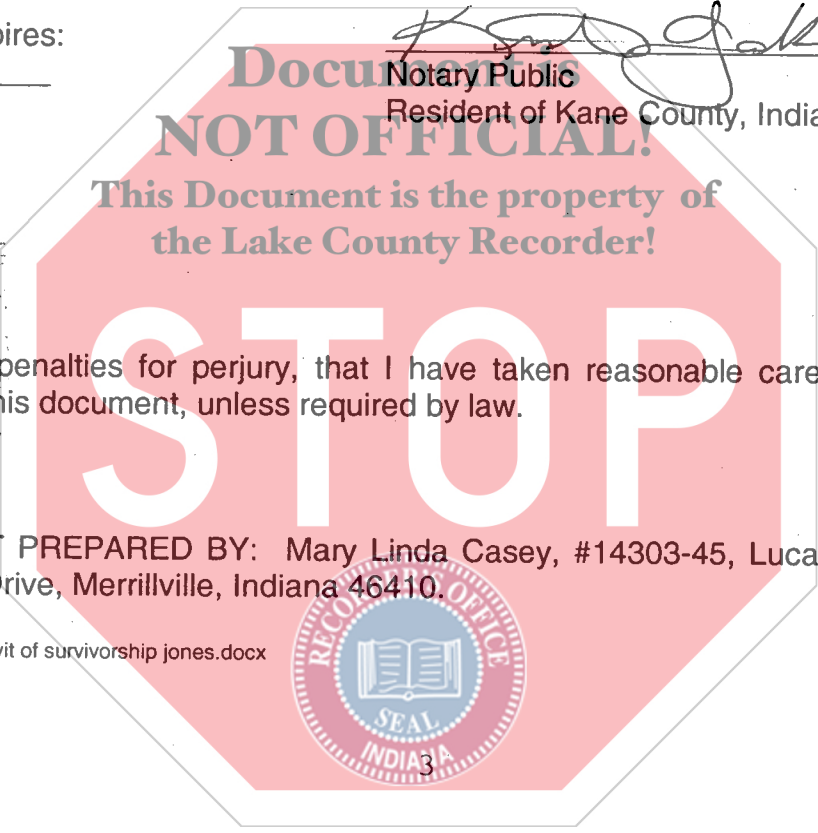 pires:
Document is
Notary Public
NOT OFFICIAL!
Resident of Kane County, India
This Document is the property of
the Lake County Recorder!
STOP
penalties for perjury, that I have taken reasonable care
his document, unless required by law.
T PREPARED BY: Mary Linda Casey, #14303-45, Luca
Drive, Merrillville, Indiana 46410.
vit of survivorship jones.docx
RECORDER'S OFFICE
SEAL
INDIANA
3